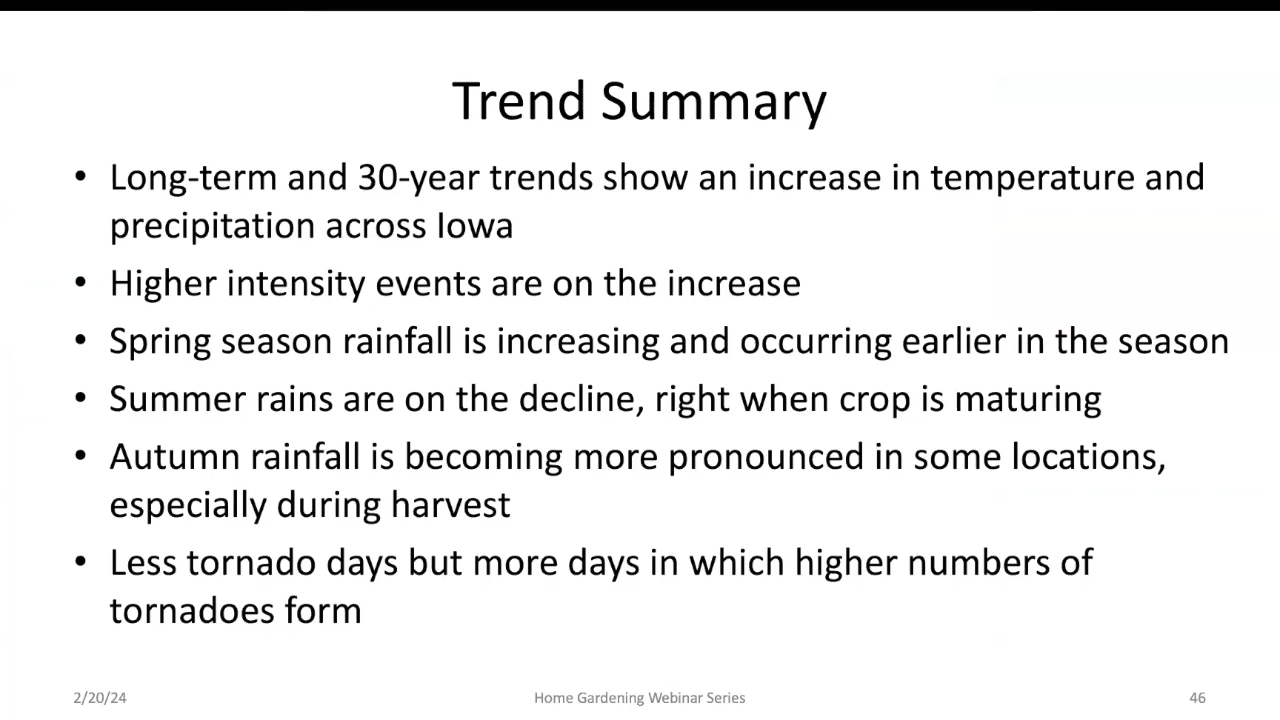 Trend Summary
• Long-term and 30-year trends show an increase in temperature and
precipitation across Iowa
• Higher intensity events are on the increase
• Spring season rainfall is increasing and occurring earlier in the season
• Summer rains are on the decline, right when crop is maturing
• Autumn rainfall is becoming more pronounced in some locations,
especially during harvest
• Less tornado days but more days in which higher numbers of
tornadoes form
2/20/24 Home Gardening Webinar Series 46